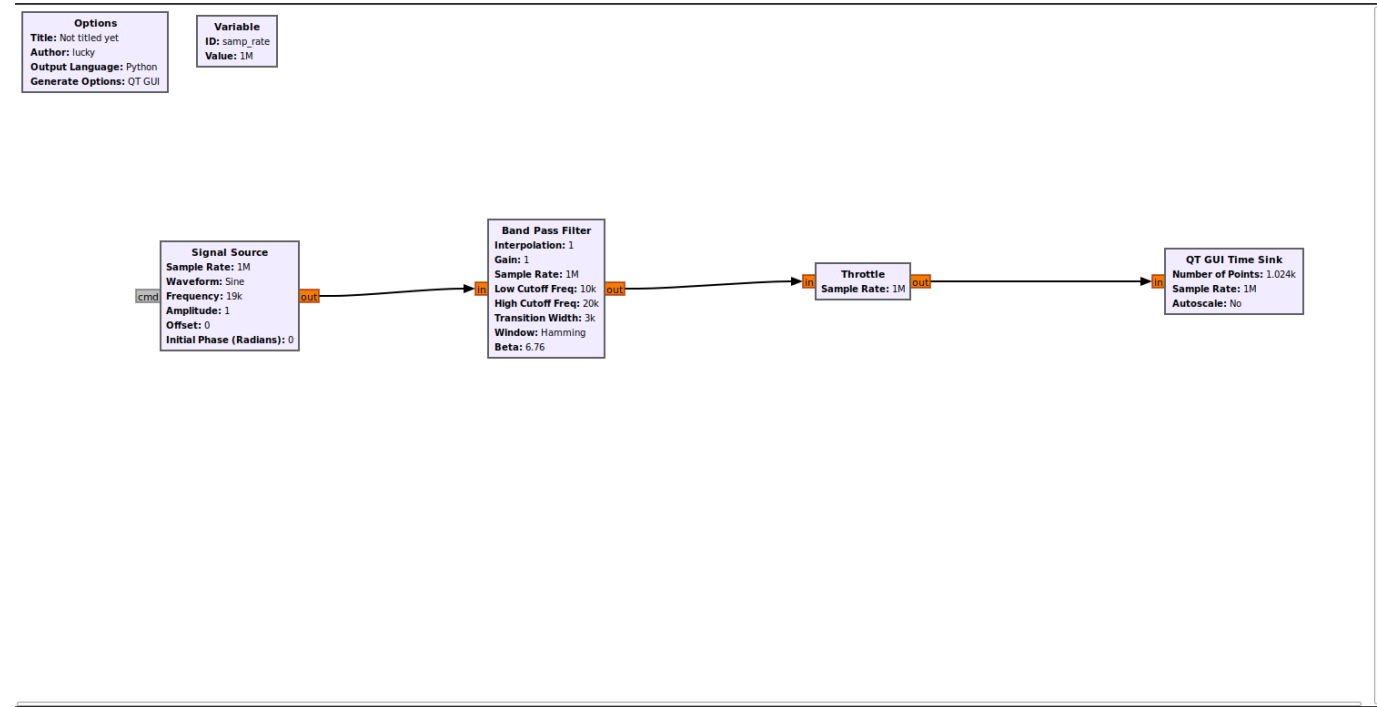 Options
Title: Not titled yet
Author: lucky
Output Language: Python
Generate Options: QT GUI
Variable
ID: samp_rate
Value: 1M
Signal Source
Sample Rate: 1M
Waveform: Sine
Frequency: 19k
Amplitude: 1
Offset: 0
Initial Phase (Radians): 0
cmd
out
Band Pass Filter
Interpolation: 1
Gain: 1
Sample Rate: 1M
Low Cutoff Freq: 10k
High Cutoff Freq: 20k
Transition Width: 3k
Window: Hamming
Beta: 6.76
in
out
Throttle
Sample Rate: 1M
in
out
QT GUI Time Sink
Number of Points: 1.024k
Sample Rate: 1M
Autoscale: No
in